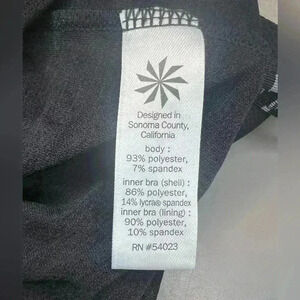 Designed in
Sonoma County,
California
body :
93% polyester,
7% spandex
inner bra (shell) :
86% polyester,
14% lycra® spandex
inner bra (lining) :
90% polyester,
10% spandex
RN #54023